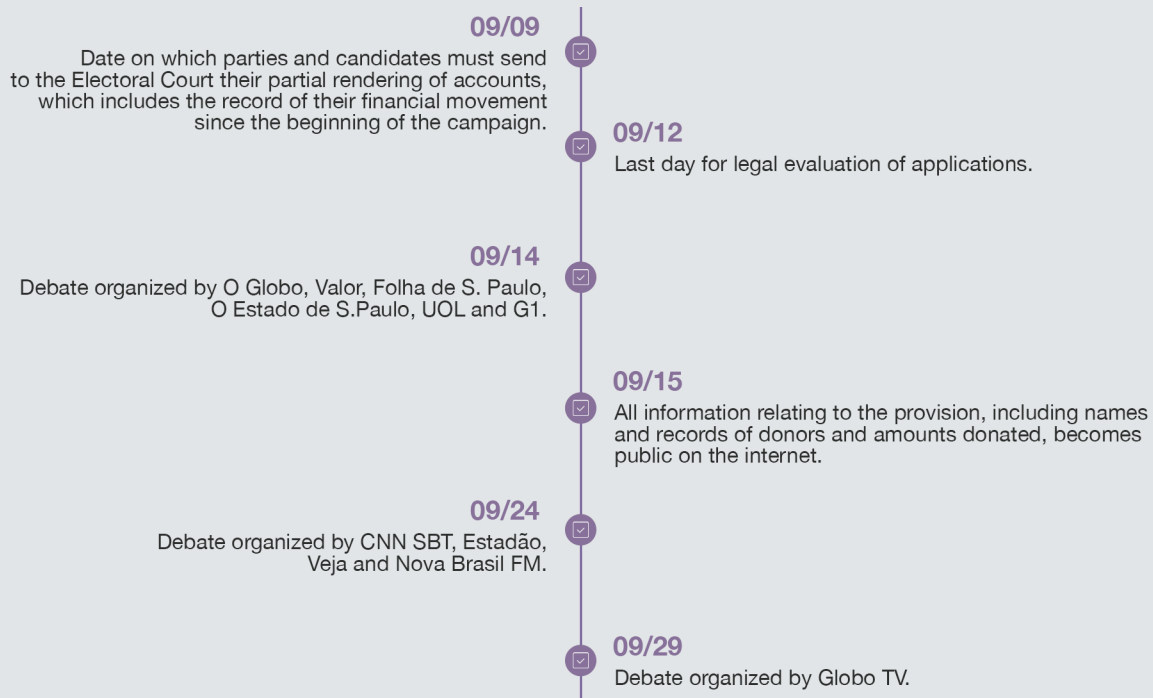 09/09
Date on which parties and candidates must send
to the Electoral Court their partial rendering of accounts,
which includes the record of their financial movement
since the beginning of the campaign.
09/12
Last day for legal evaluation of applications.
09/14
Debate organized by O Globo, Valor, Folha de S. Paulo,
O Estado de S.Paulo, UOL and G1.
09/15
All information relating to the provision, including names
and records of donors and amounts donated, becomes
public on the internet.
09/24
Debate organized by CNN SBT, Estadão,
Veja and Nova Brasil FM.
09/29
Debate organized by Globo TV.